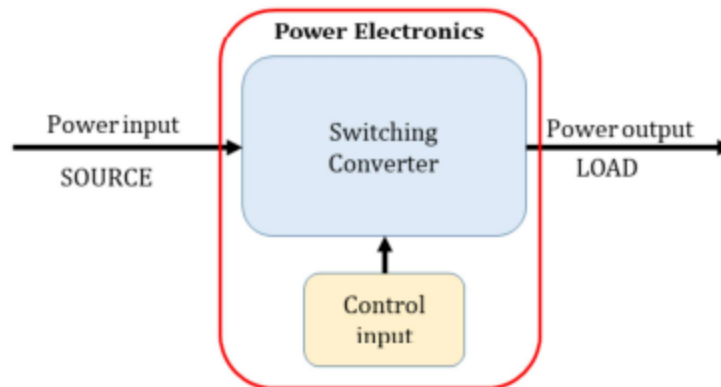 Power Electronics
Power input
SOURCE
Switching
Converter
Power output
LOAD
Control
input